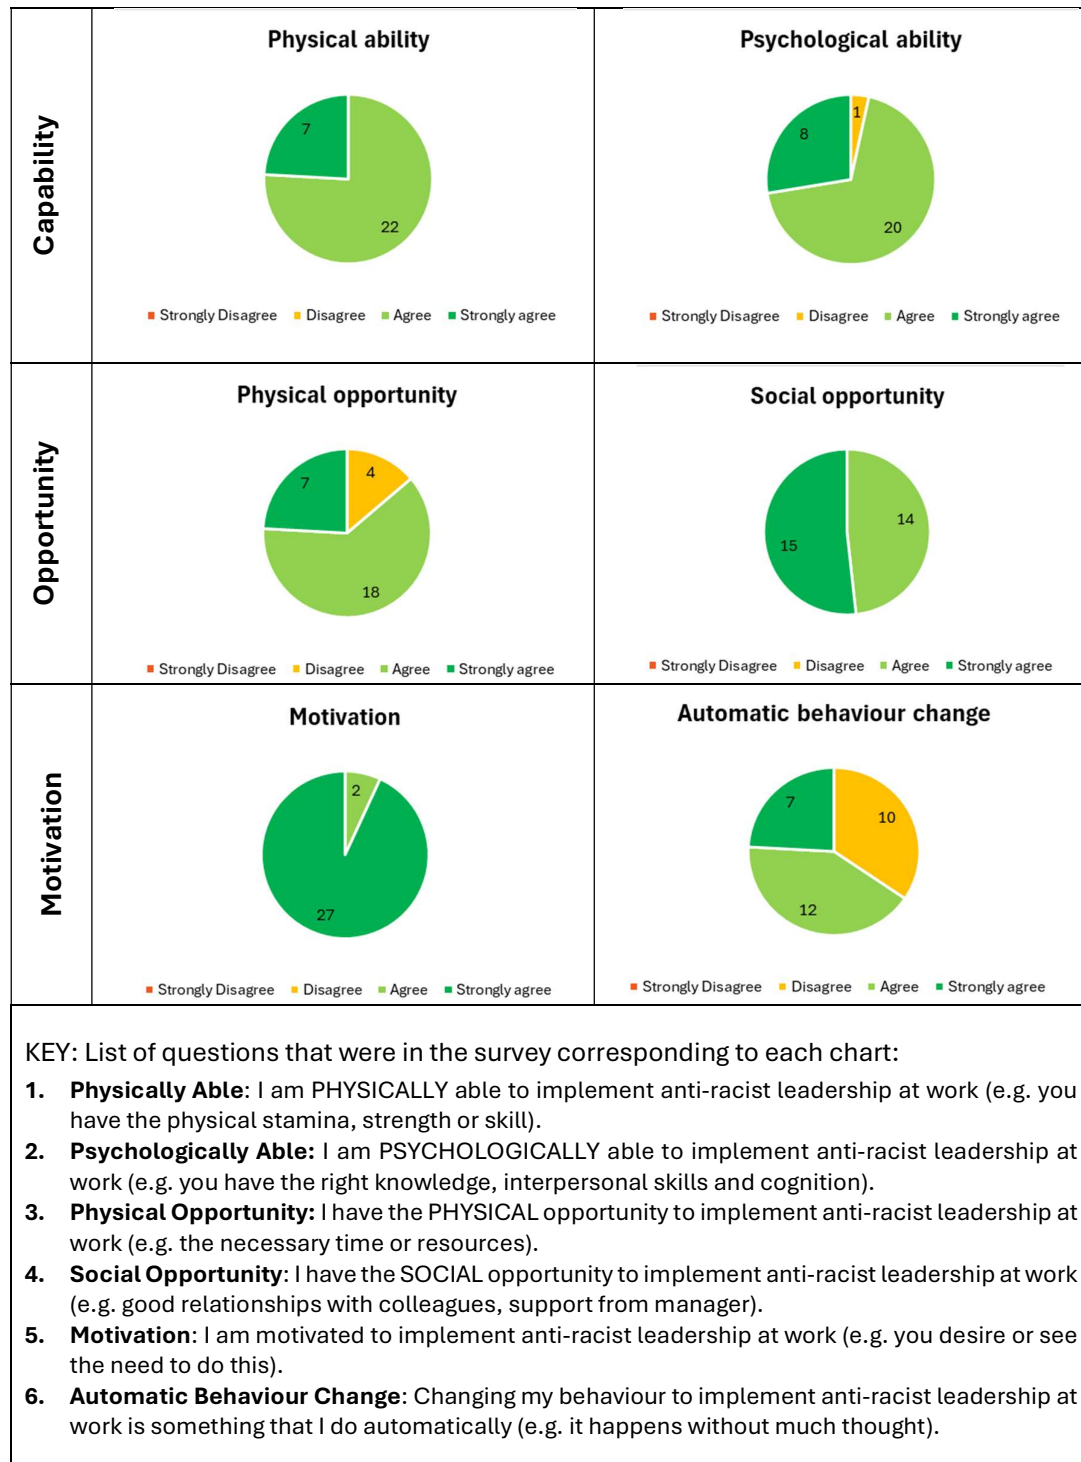 Capability
Physical ability
7
22
Strongly Disagree Disagree Agree Strongly agree
Psychological ability
1
8
20
Strongly Disagree Disagree Agree Strongly agree
Opportunity
Physical opportunity
4
7
18
Strongly Disagree Disagree Agree Strongly agree
Social opportunity
14
15
Strongly Disagree Disagree Agree Strongly agree
Motivation
Motivation
2
27
Strongly Disagree Disagree Agree Strongly agree
Automatic behaviour change
7
10
12
Strongly Disagree Disagree Agree Strongly agree
KEY: List of questions that were in the survey corresponding to each chart:
1. Physically Able: I am PHYSICALLY able to implement anti-racist leadership at work (e.g. you
have the physical stamina, strength or skill).
2. Psychologically Able: I am PSYCHOLOGICALLY able to implement anti-racist leadership at
work (e.g. you have the right knowledge, interpersonal skills and cognition).
3. Physical Opportunity: I have the PHYSICAL opportunity to implement anti-racist leadership at
work (e.g. the necessary time or resources).
4. Social Opportunity: I have the SOCIAL opportunity to implement anti-racist leadership at work
(e.g. good relationships with colleagues, support from manager).
5. Motivation: I am motivated to implement anti-racist leadership at work (e.g. you desire or see
the need to do this).
6. Automatic Behaviour Change: Changing my behaviour to implement anti-racist leadership at
work is something that I do automatically (e.g. it happens without much thought).